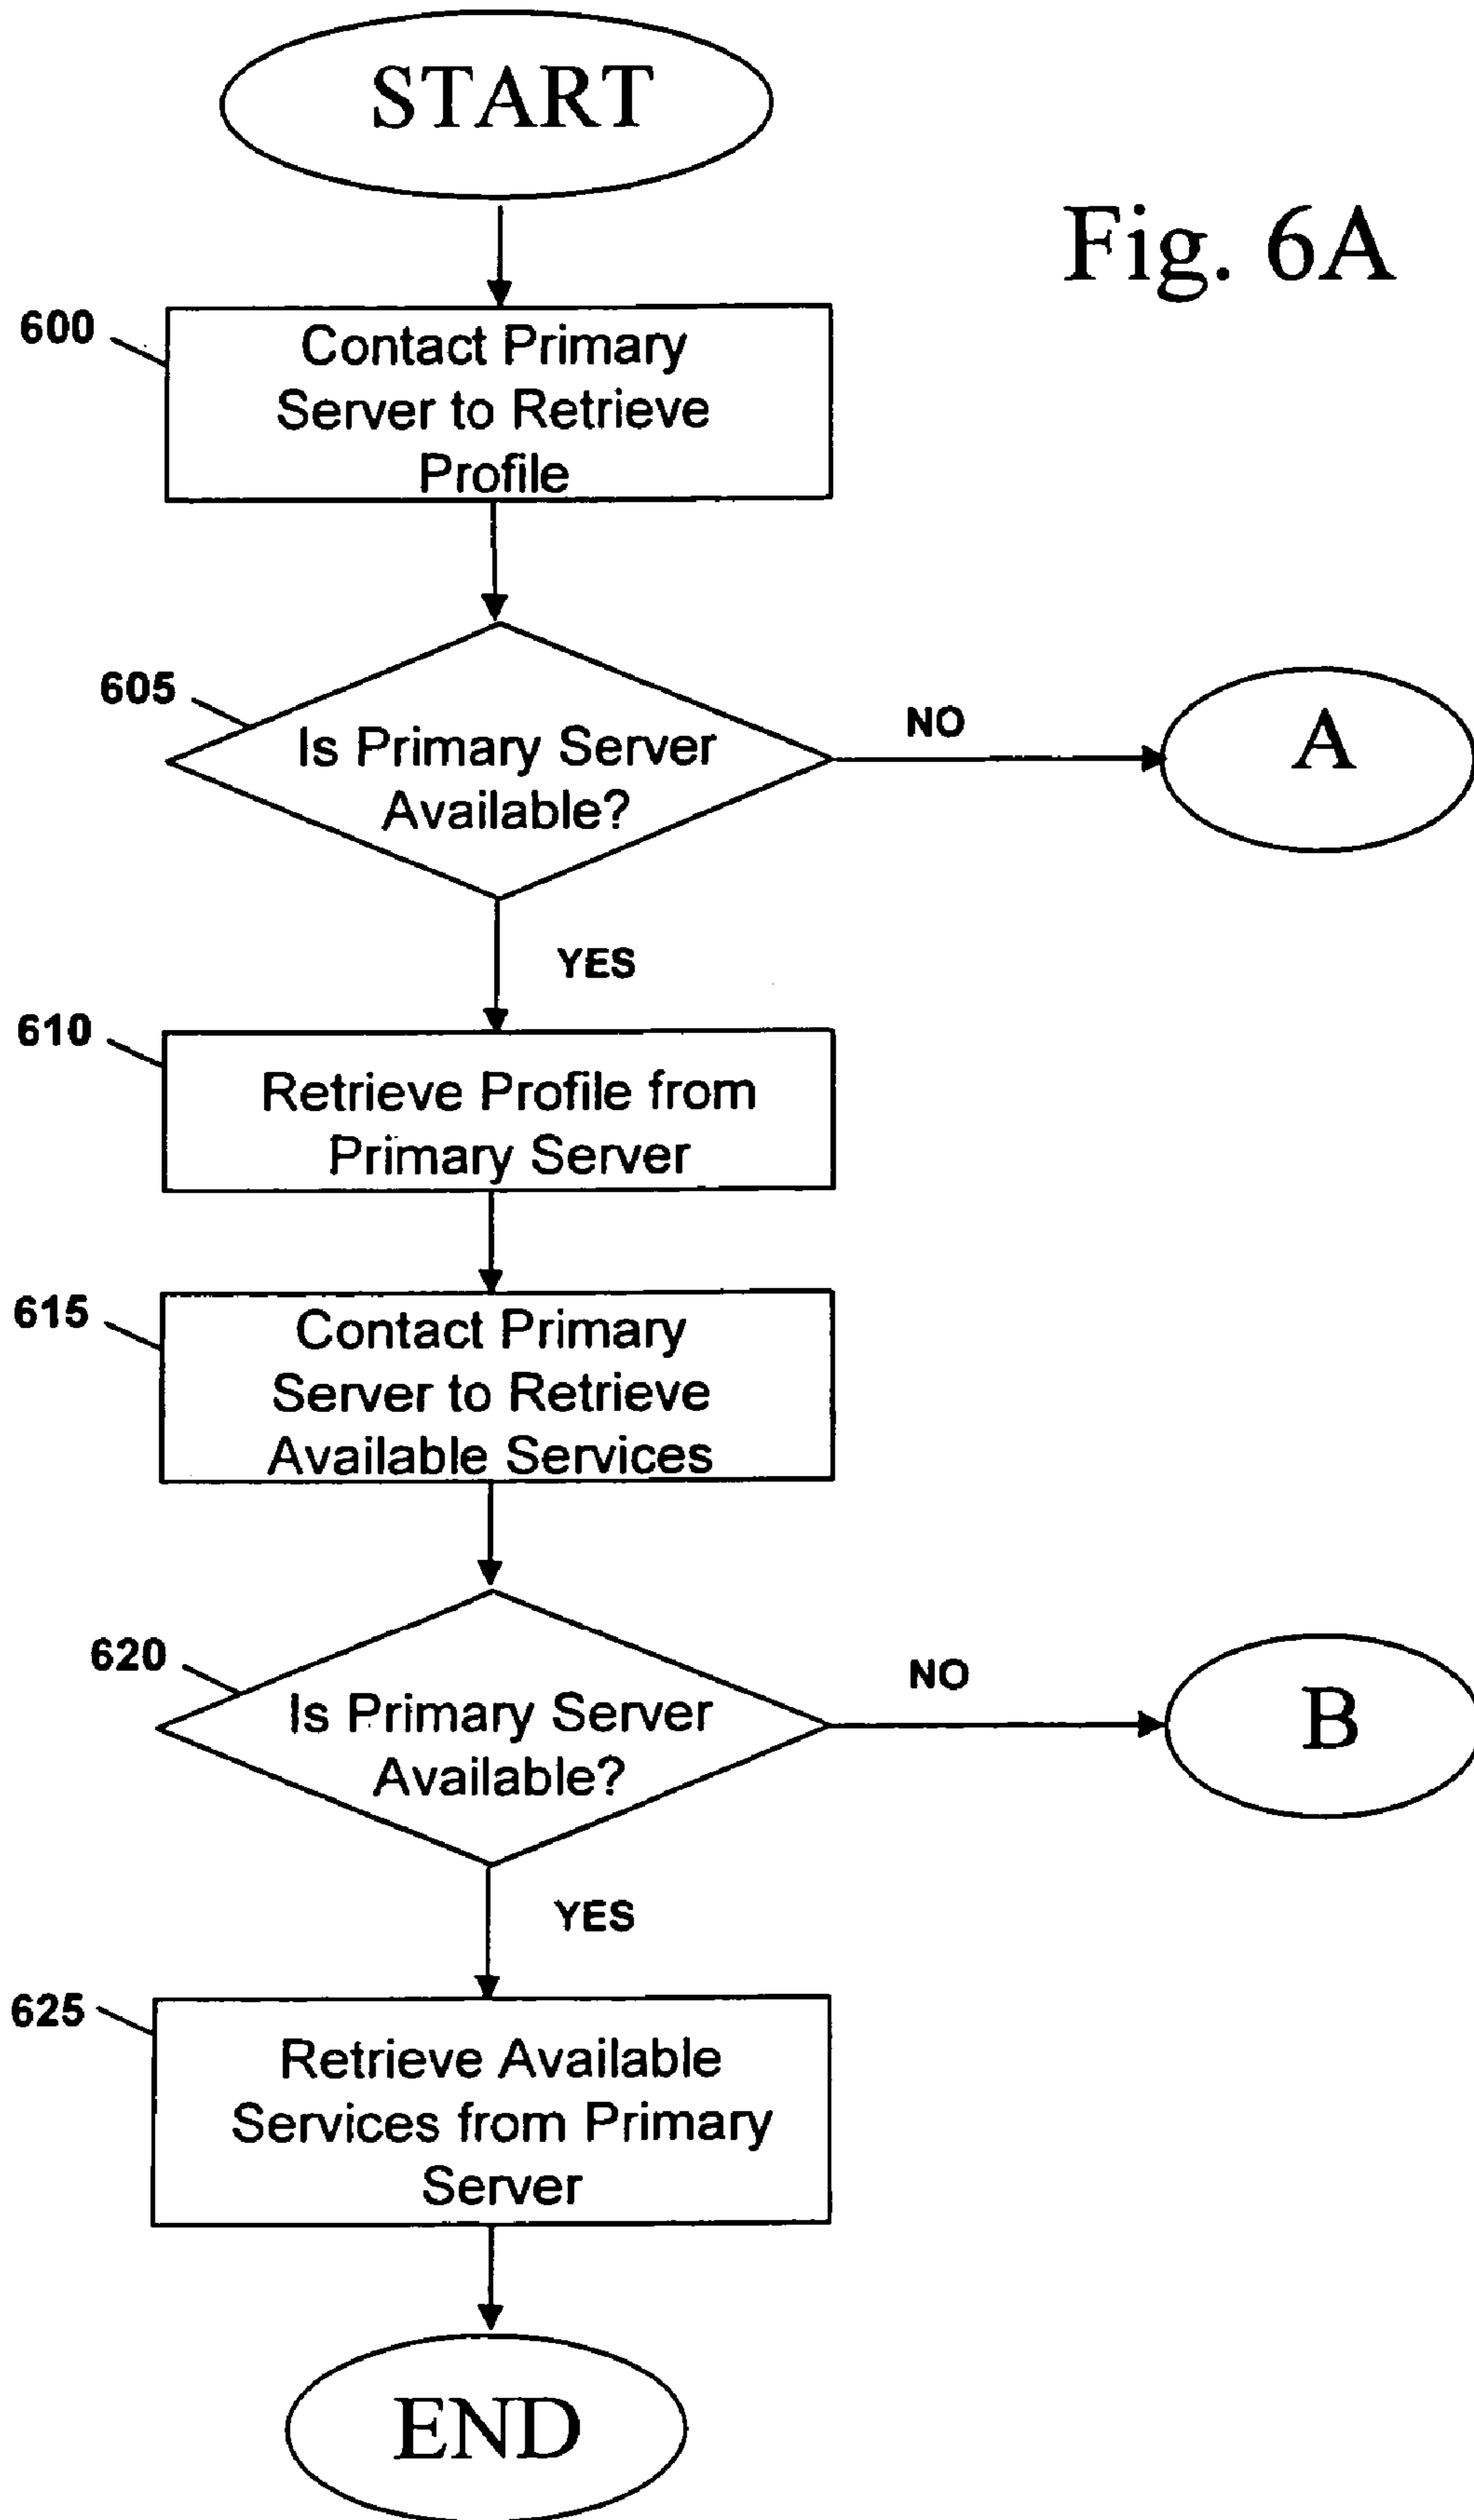 START
Fig. 6A
600
Contact Primary
Server to Retrieve
Profile
605
Is Primary Server
Available?
NO
A
YES
610
Retrieve Profile from
Primary Server
615
Contact Primary
Server to Retrieve
Available Services
620
Is Primary Server
Available?
NO
B
YES
625
Retrieve Available
Services from Primary
Server
END